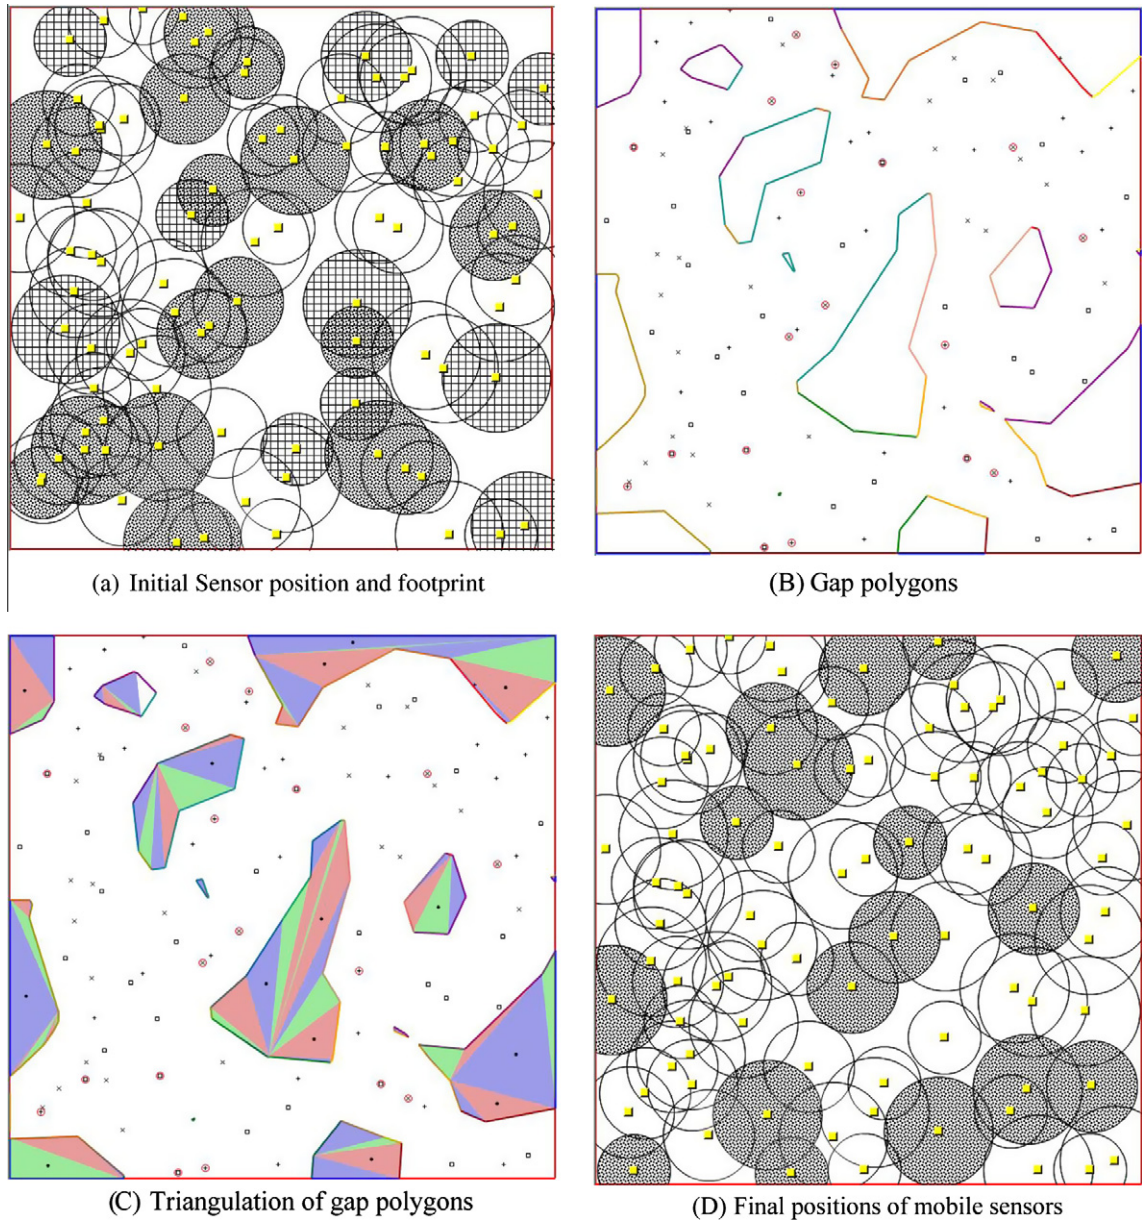 (a) Initial Sensor position and footprint
(B) Gap polygons
(C) Triangulation of gap polygons
(D) Final positions of mobile sensors